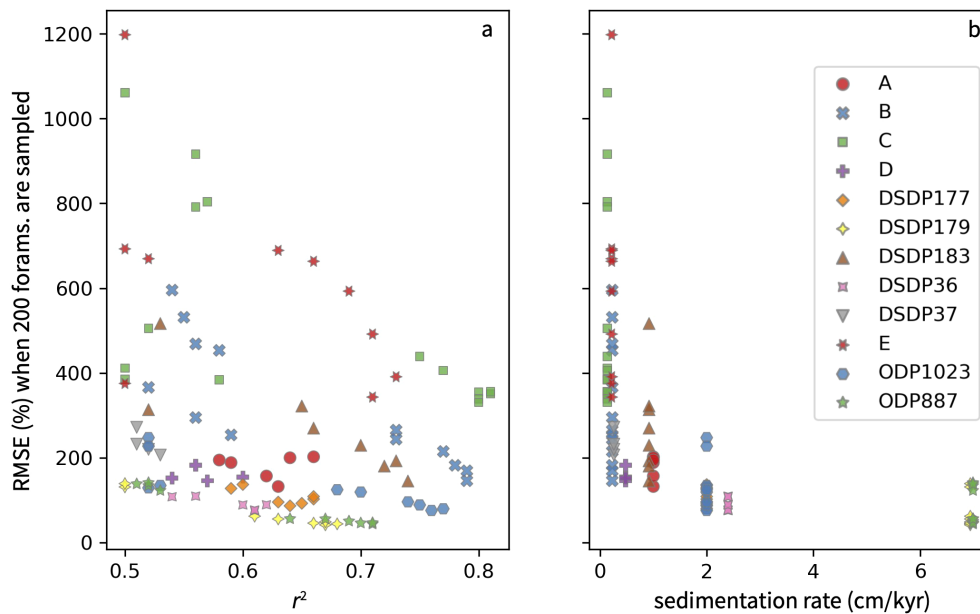 a
b
RMSE (%) when 200 forams. are sampled
1200
1000
800
600
400
200
0
0.5
0.6
0.7
0.8
r²
A
B
C
D
DSDP177
DSDP179
DSDP183
DSDP36
DSDP37
E
ODP1023
ODP887
0
2
4
6
sedimentation rate (cm/kyr)